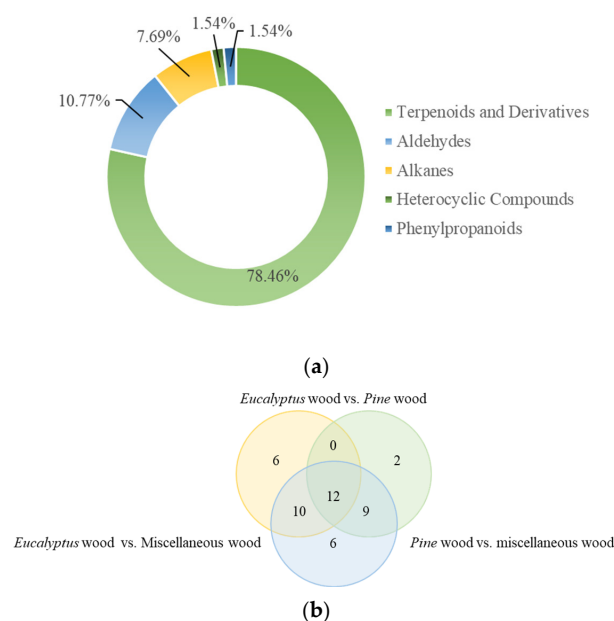 1.54%
1.54%
7.69%
10.77%
78.46%
Terpenoids and Derivatives
Aldehydes
Alkanes
Heterocyclic Compounds
Phenylpropanoids
(a)
Eucalyptus wood vs. Pine wood
0
6
2
12
10
9
6
Eucalyptus wood vs. Miscellaneous wood
Pine wood vs. miscellaneous wood
(b)